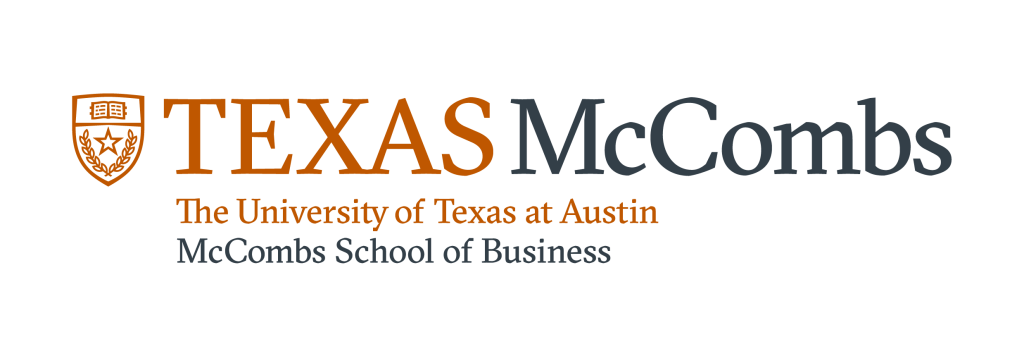 TEXAS McCombs
The University of Texas at Austin
McCombs School of Business